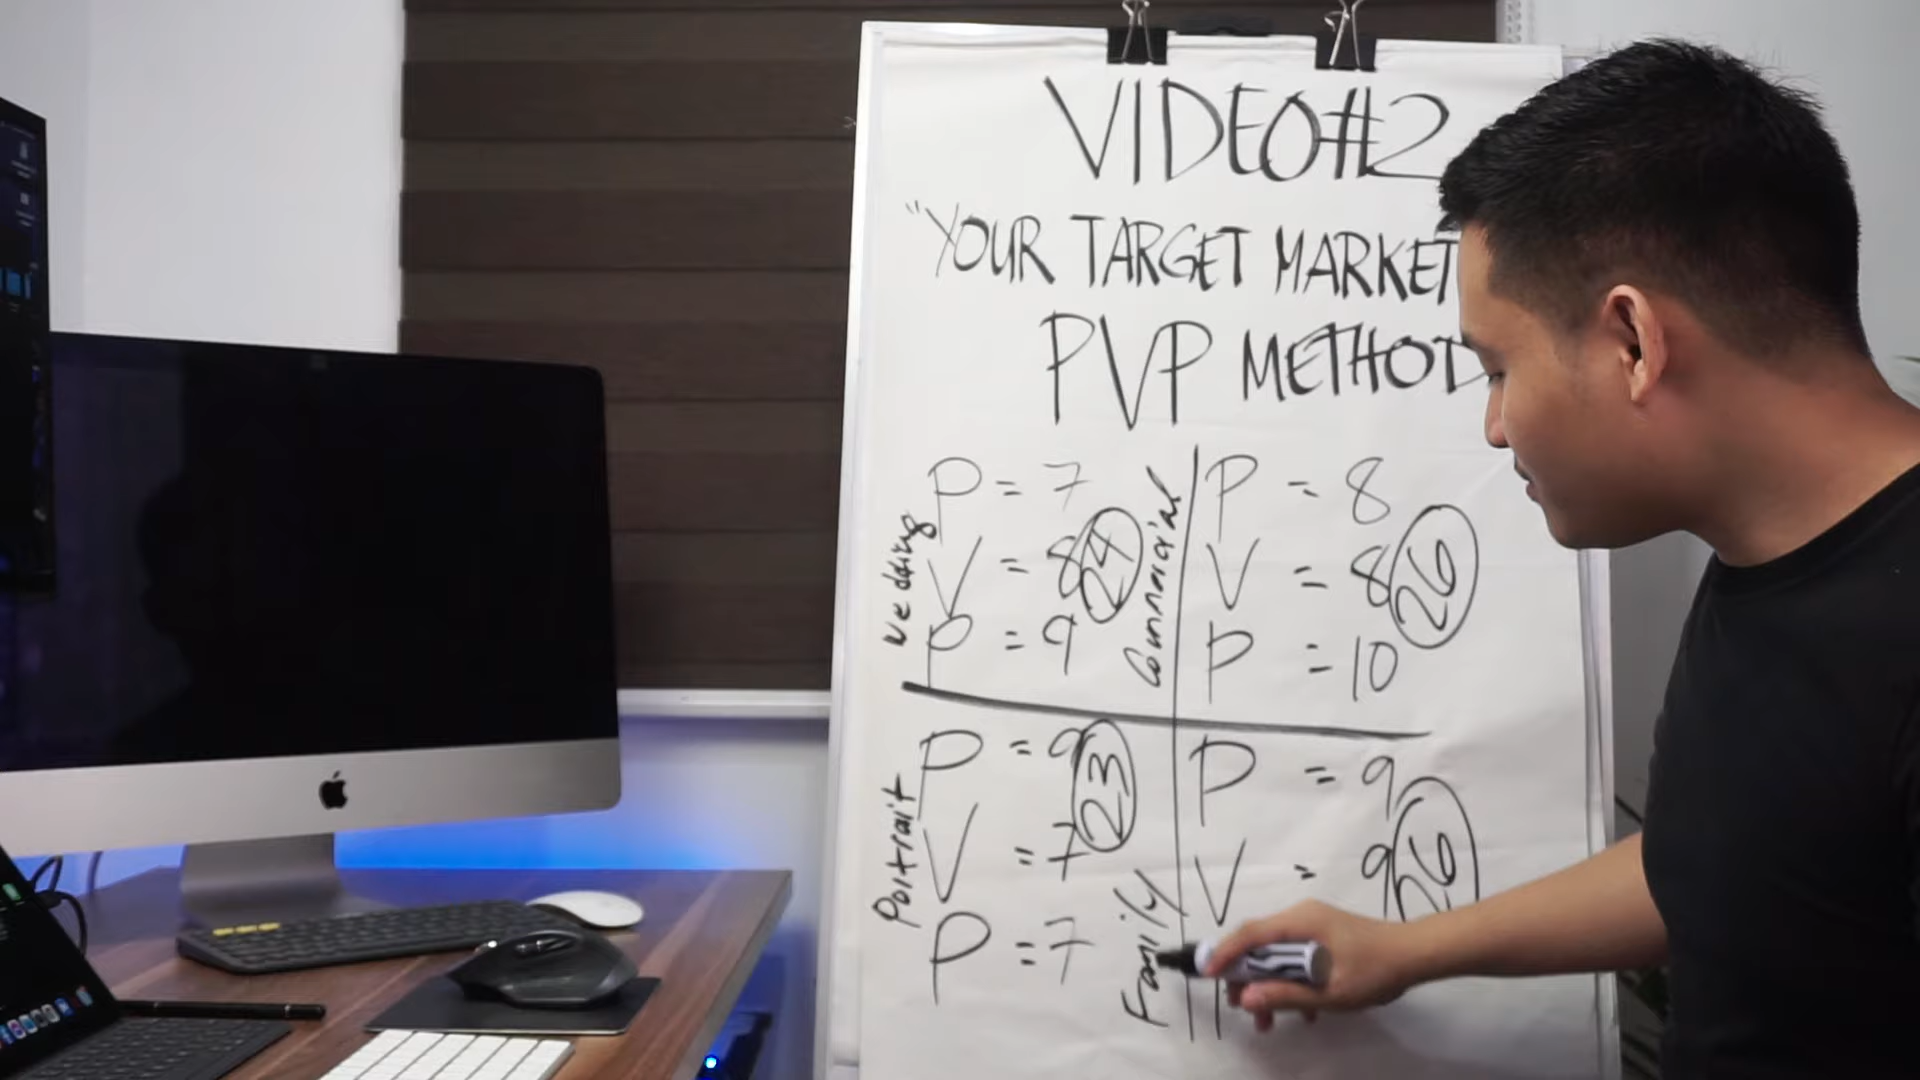 VIDEO#2
"YOUR TARGET MARKET
PVP METHOD
Wedding
P = 7
V = 8
P = 9
24
Commercial
P = 8
V = 8
P = 10
26
Portrait
P = 9
V = 7
P = 7
23
Family
P = 9
V = 9
26